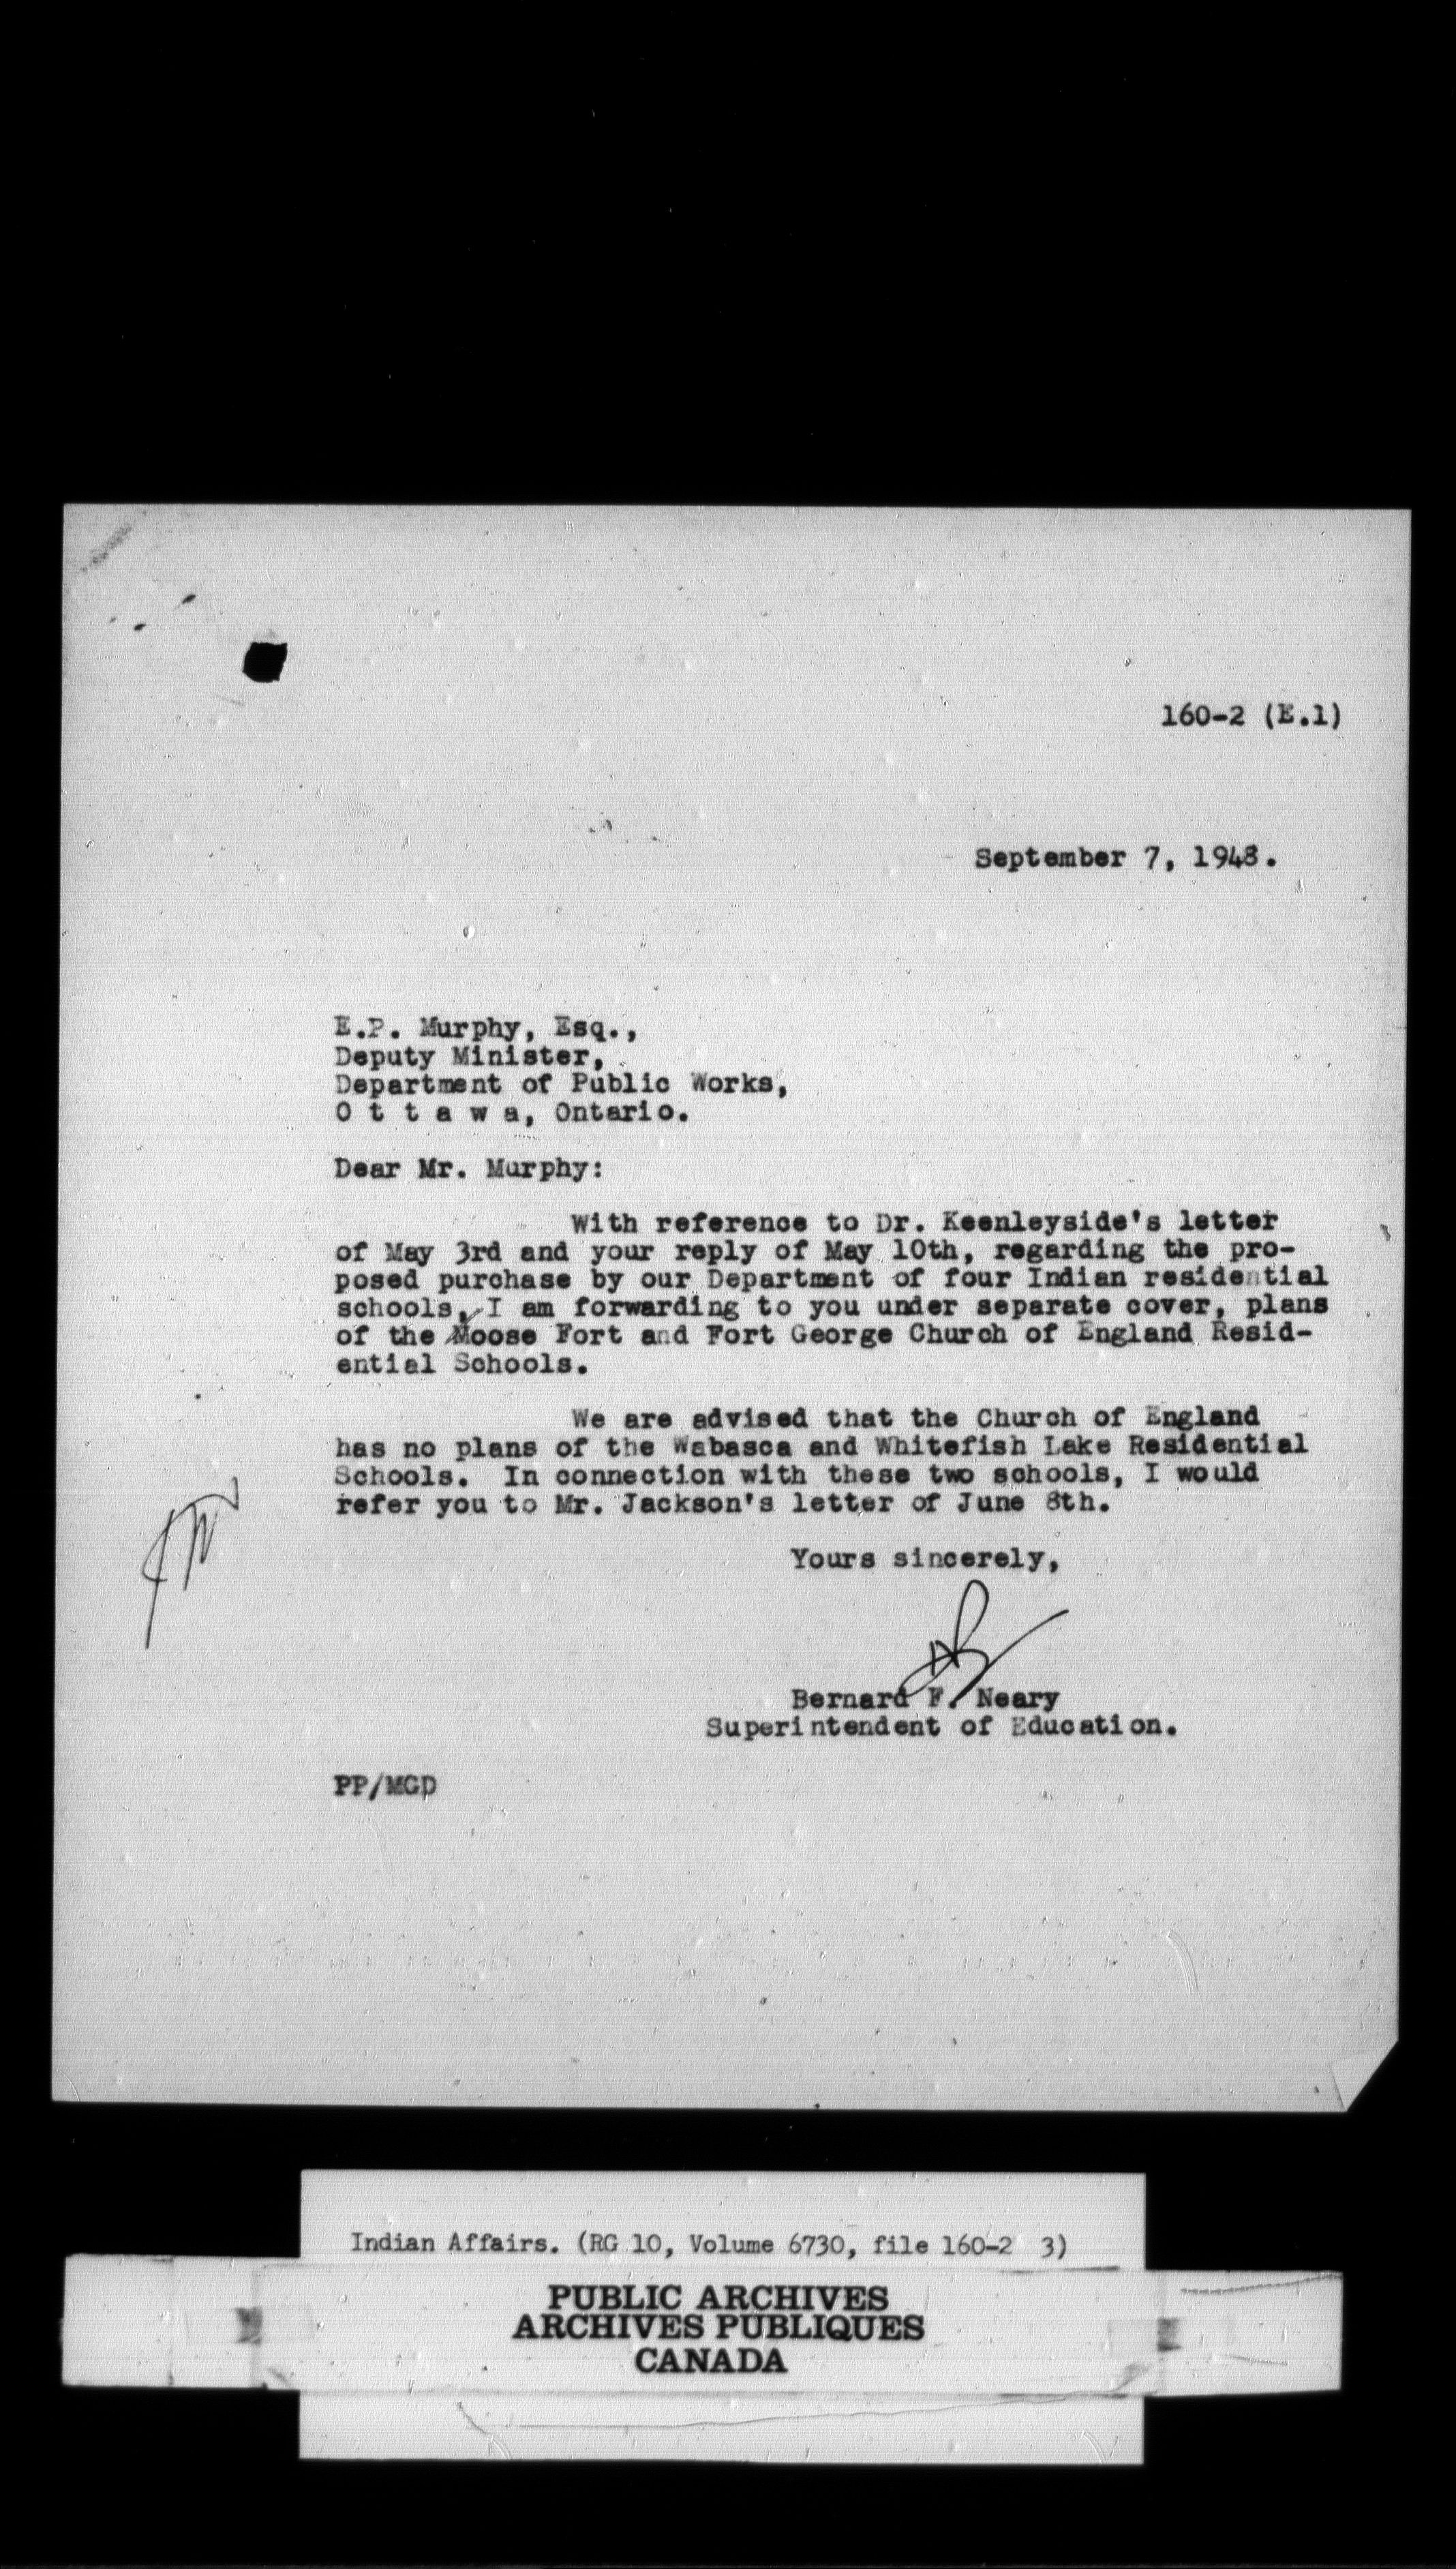 160-2 (E.1)
September 7, 1948.
E.P. Murphy, Esq.,
Deputy Minister,
Department of Public Works,
O t t a w a, Ontario.
Dear Mr. Murphy:
With reference to Dr. Keenleyside's letter
of May 3rd and your reply of May 10th, regarding the pro-
posed purchase by our Department of four Indian residential
schools, I am forwarding to you under separate cover, plans
of the Moose Fort and Fort George Church of England Resid-
ential Schools.
We are advised that the Church of England
has no plans of the Wabasca and Whitefish Lake Residential
Schools. In connection with these two schools, I would
refer you to Mr. Jackson's letter of June 8th.
Yours sincerely,
Bernard F. Neary
Superintendent of Education.
PP/MGD
Indian Affairs. (RG 10, Volume 6730, file 160-2 3)
PUBLIC ARCHIVES
ARCHIVES PUBLIQUES
CANADA